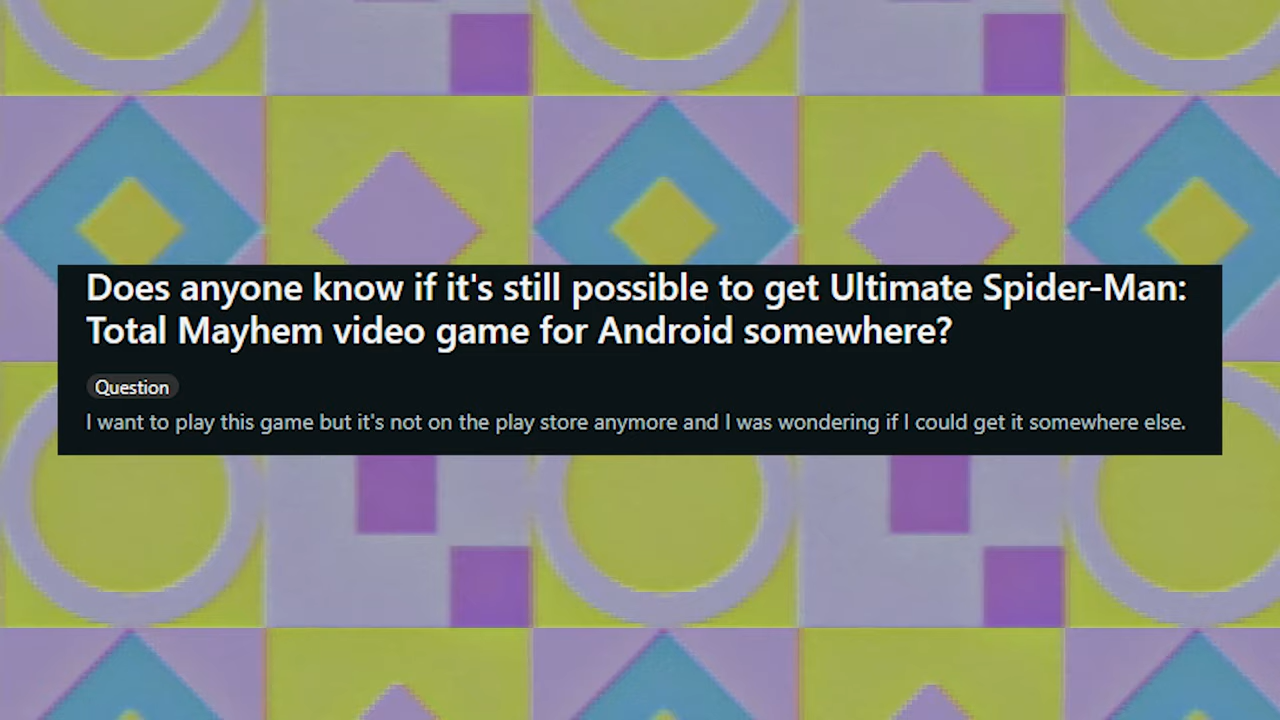 Does anyone know if it's still possible to get Ultimate Spider-Man:
Total Mayhem video game for Android somewhere?
Question
I want to play this game but it's not on the play store anymore and I was wondering if I could get it somewhere else.